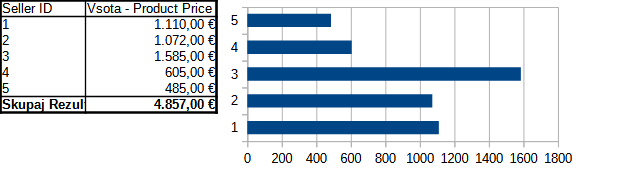 Seller ID Vsota - Product Price
1 1.110,00 €
2 1.072,00 €
3 1.585,00 €
4 605,00 €
5 485,00 €
Skupaj Rezul 4.857,00 €
5
4
3
2
1
0 200 400 600 800 1000 1200 1400 1600 1800